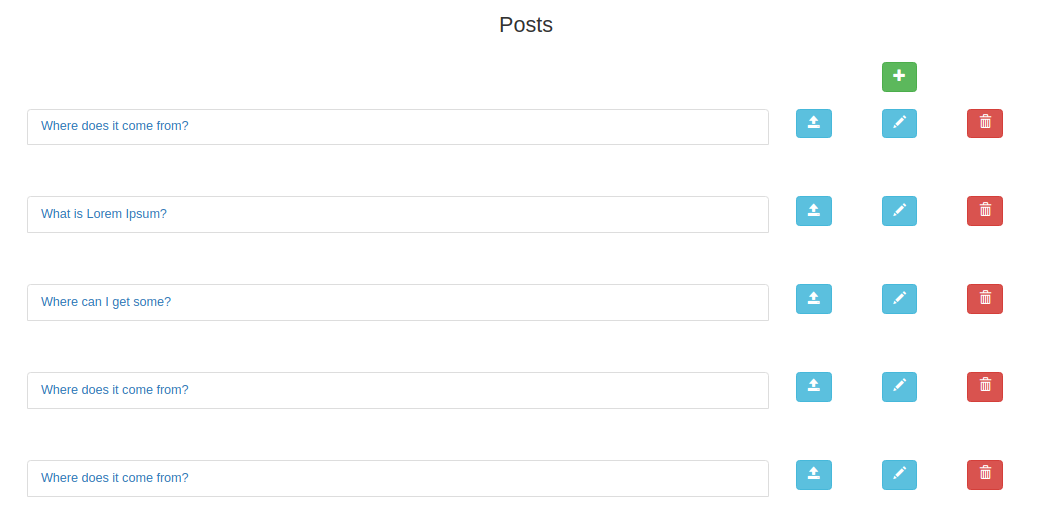 Posts
Where does it come from?
What is Lorem Ipsum?
Where can I get some?
Where does it come from?
Where does it come from?